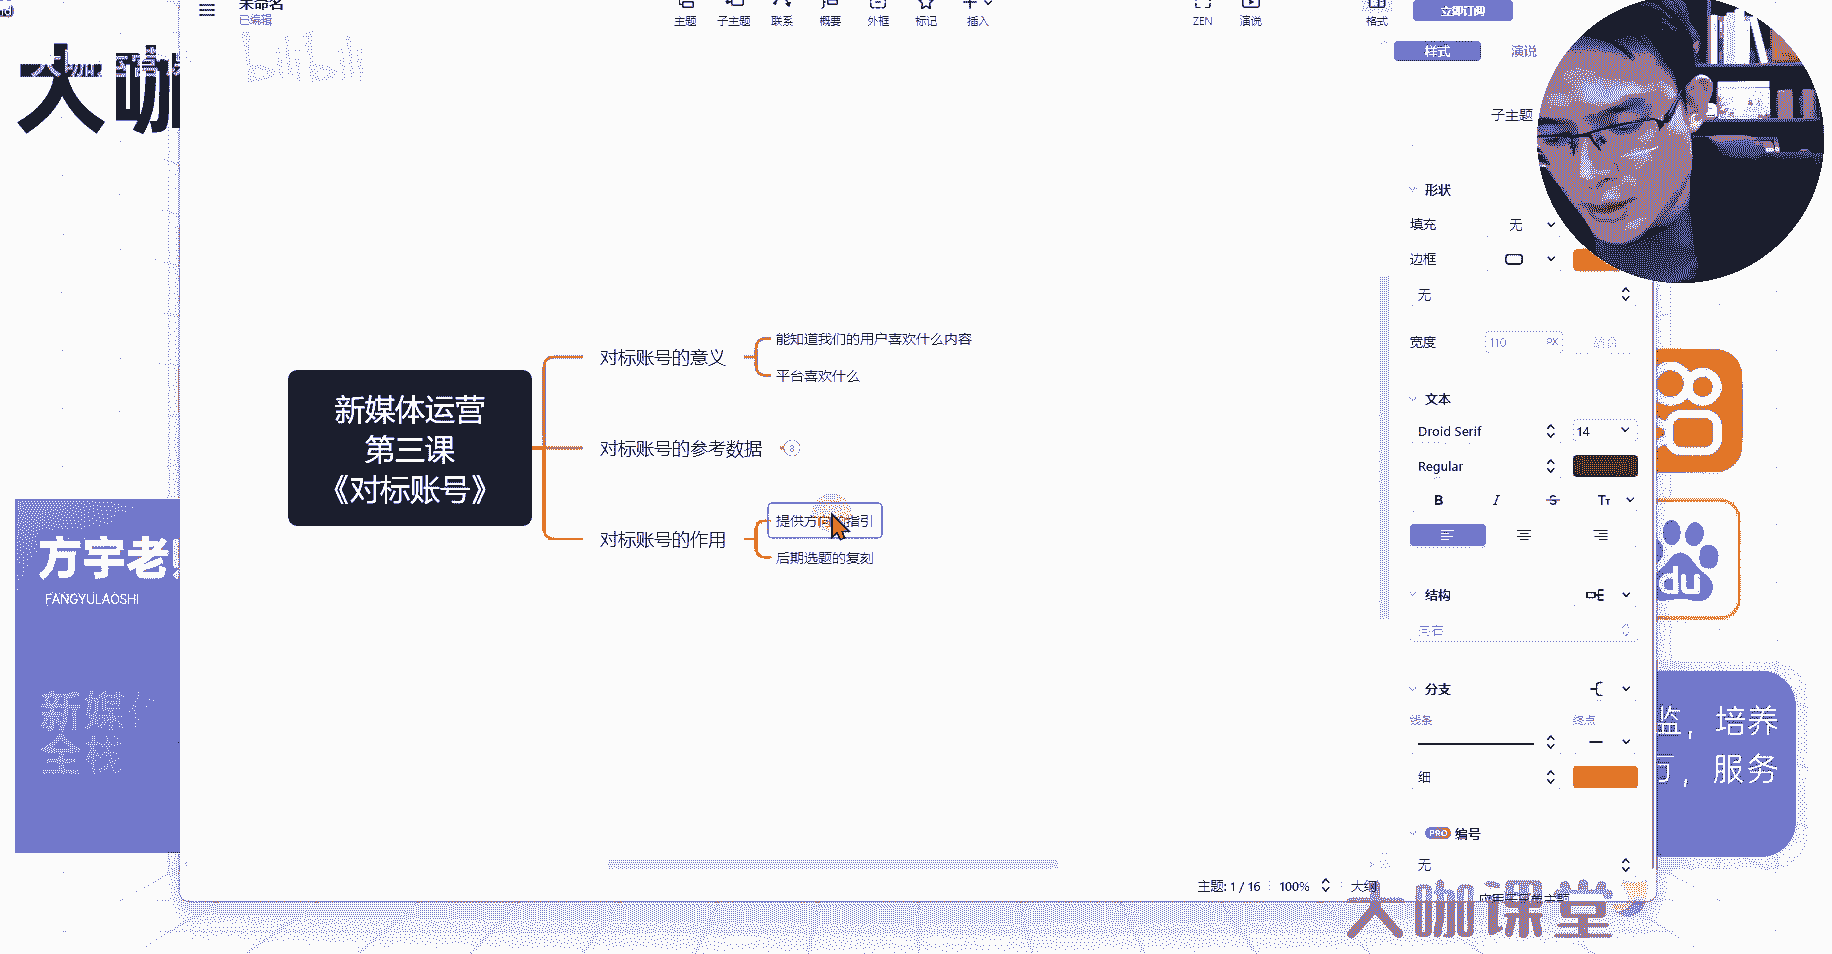 未命名
已编辑
主题
子主题
联系
概要
外框
标记
插入
ZEN
演说
格式
立即订阅
bilibili
大咖
样式
演说
子主题
形状
填充
无
边框
无
能知道我们的用户喜欢什么内容
对标账号的意义
平台喜欢什么
宽度
110
PX
新媒体运营
第三课
《对标账号》
对标账号的参考数据
8
文本
Droid Serif
14
Regular
B
I
S
Tт
提供方向的指引
对标账号的作用
后期选题的复刻
方宇老
FANGYULAOSHI
du
结构
新媒
全栈
分支
线条
终点
细
监，培养
服务
PRO 编号
无
主题: 1 / 16
100%
大纲
大咖课堂